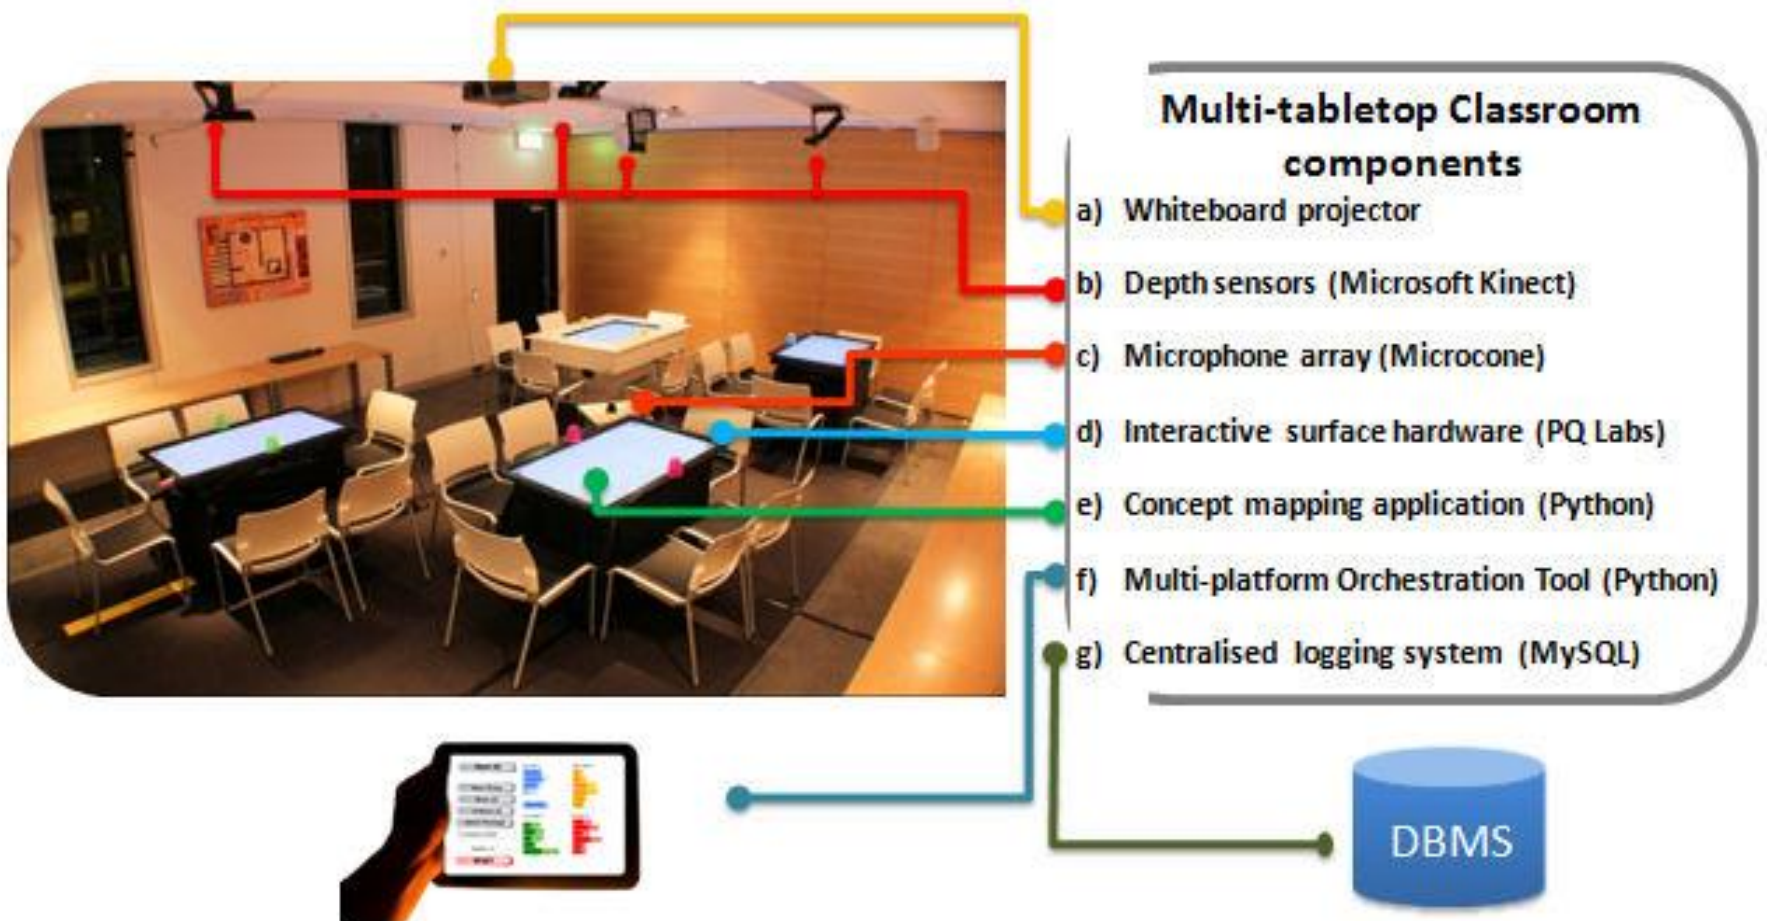 Multi-tabletop Classroom
components
a) Whiteboard projector
b) Depth sensors (Microsoft Kinect)
c) Microphone array (Microcone)
d) Interactive surface hardware (PQ Labs)
e) Concept mapping application (Python)
f) Multi-platform Orchestration Tool (Python)
g) Centralised logging system (MySQL)
DBMS